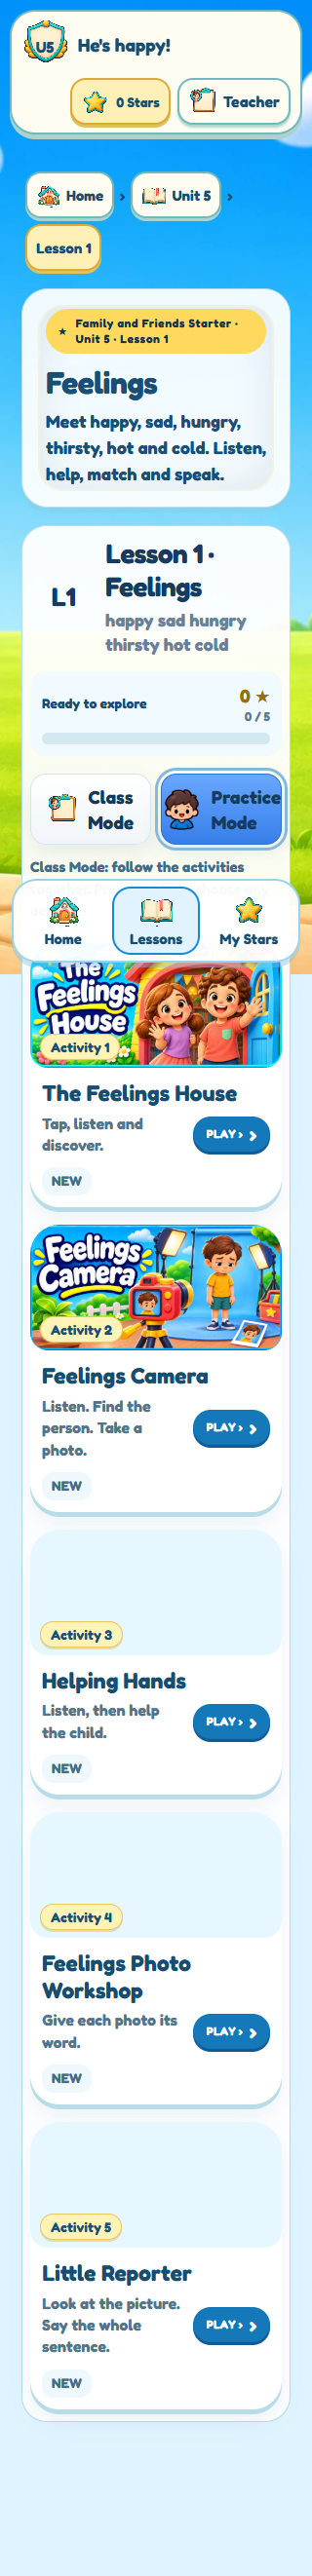 U5
He's happy!
0 Stars
Teacher
Home
›
Unit 5
›
Lesson 1
★ Family and Friends Starter ·
Unit 5 · Lesson 1
Feelings
Meet happy, sad, hungry,
thirsty, hot and cold. Listen,
help, match and speak.
L1
Lesson 1 ·
Feelings
happy sad hungry
thirsty hot cold
Ready to explore
0 ★
0 / 5
Class
Mode
Practice
Mode
Class Mode: follow the activities
Home
Lessons
My Stars
The
Feelings
House
Activity 1
The Feelings House
Tap, listen and
discover.
PLAY ›
NEW
Feelings
Camera
Activity 2
Feelings Camera
Listen. Find the
person. Take a
photo.
PLAY ›
NEW
Activity 3
Helping Hands
Listen, then help
the child.
PLAY ›
NEW
Activity 4
Feelings Photo
Workshop
Give each photo its
word.
PLAY ›
NEW
Activity 5
Little Reporter
Look at the picture.
Say the whole
sentence.
PLAY ›
NEW